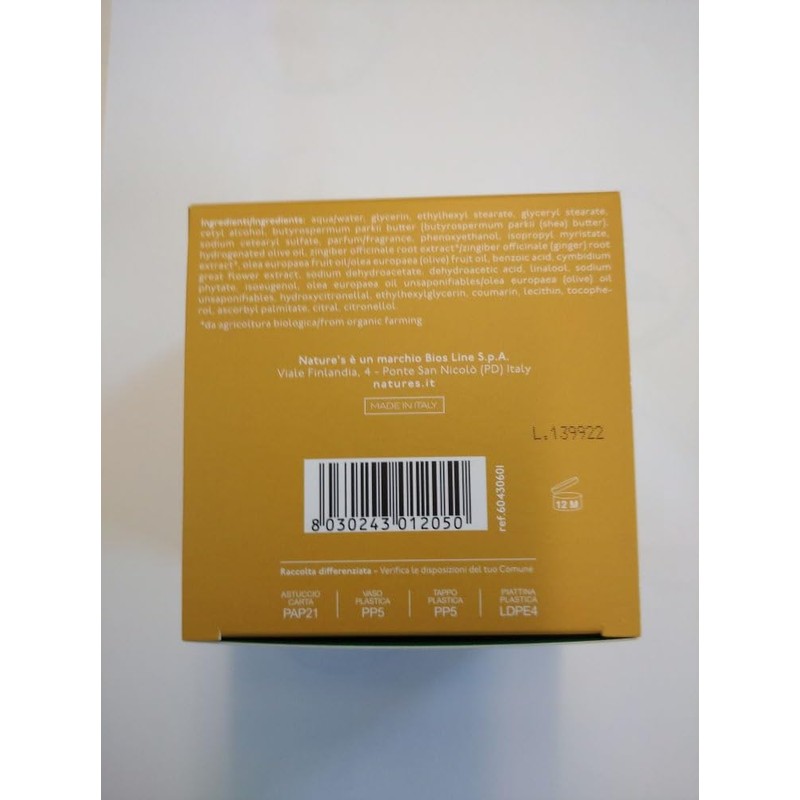 Ingredienti/Ingredients: aqua/water, glycerin, ethylhexyl stearate, glyceryl stearate,
cetyl alcohol, butyrospermum parkii butter (butyrospermum parkii (shea) butter),
sodium cetearyl sulfate, parfum/fragrance, phenoxyethanol, isopropyl myristate,
hydrogenated olive oil, zingiber officinale root extract*/zingiber officinale (ginger) root
extract*, olea europaea fruit oil/olea europaea (olive) fruit oil, benzoic acid, cymbidium
great flower extract, sodium dehydroacetate, dehydroacetic acid, linalool, sodium
phytate, isoeugenol, olea europaea oil unsaponifiables/olea europaea (olive) oil
unsaponifiables, hydroxycitronellal, ethylhexylglycerin, coumarin, lecithin, tocophe-
rol, ascorbyl palmitate, citral, citronellol.
*da agricoltura biologica/from organic farming
Nature's è un marchio Bios Line S.p.A.
Viale Finlandia, 4 - Ponte San Nicolò (PD) Italy
natures.it
MADE IN ITALY
L.139922
8 030243 012050
ref.6043060I
12 M
Raccolta differenziata - Verifica le disposizioni del tuo Comune
ASTUCCIO
CARTA
PAP21
VASO
PLASTICA
PP5
TAPPO
PLASTICA
PP5
PIATTINA
PLASTICA
LDPE4